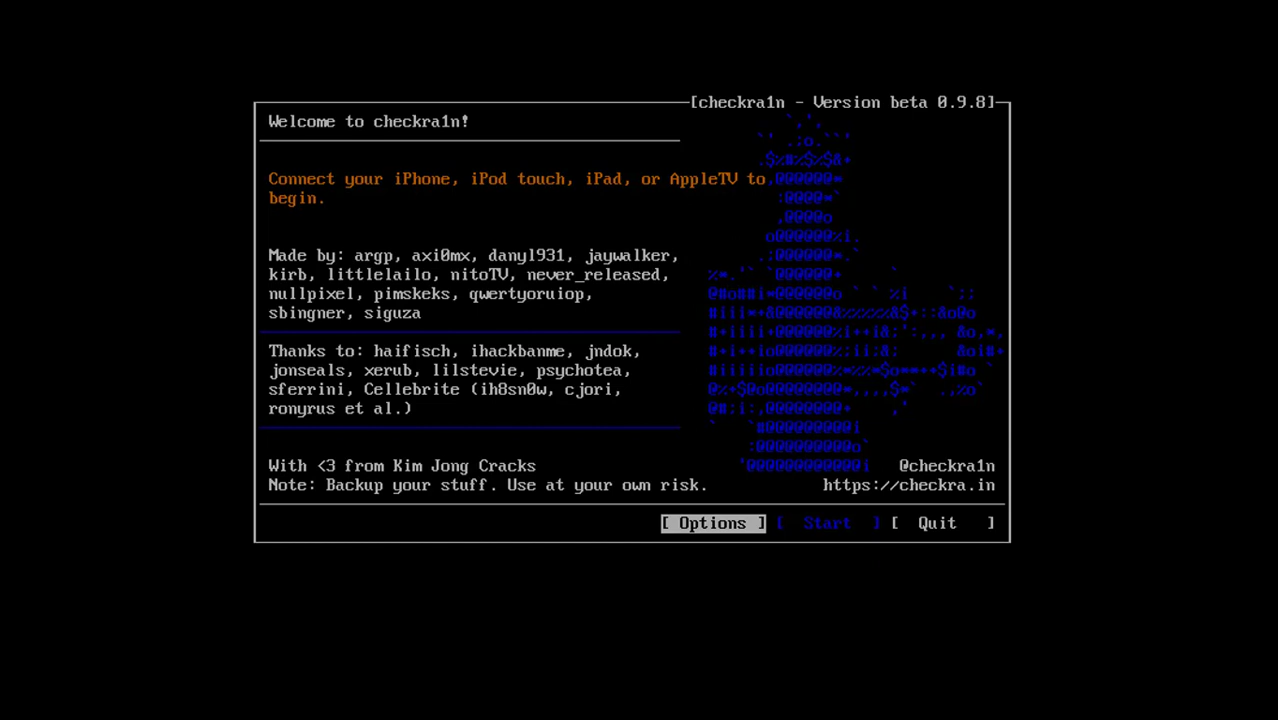 [checkra1n - Version beta 0.9.8]
Welcome to checkra1n!
Connect your iPhone, iPod touch, iPad, or AppleTV to
begin.
Made by: argp, axi0mx, danyl931, jaywalker,
kirb, littlelailo, nitoTV, never_released,
nullpixel, pimskeks, qwertyoruiop,
sbingner, siguza
Thanks to: haifisch, ihackbanme, jndok,
jonseals, xerub, lilstevie, psychotea,
sferrini, Cellebrite (ih8sn0w, cjori,
ronyrus et al.)
With <3 from Kim Jong Cracks @checkra1n
Note: Backup your stuff. Use at your own risk. https://checkra.in
[ Options ] [ Start ] [ Quit ]